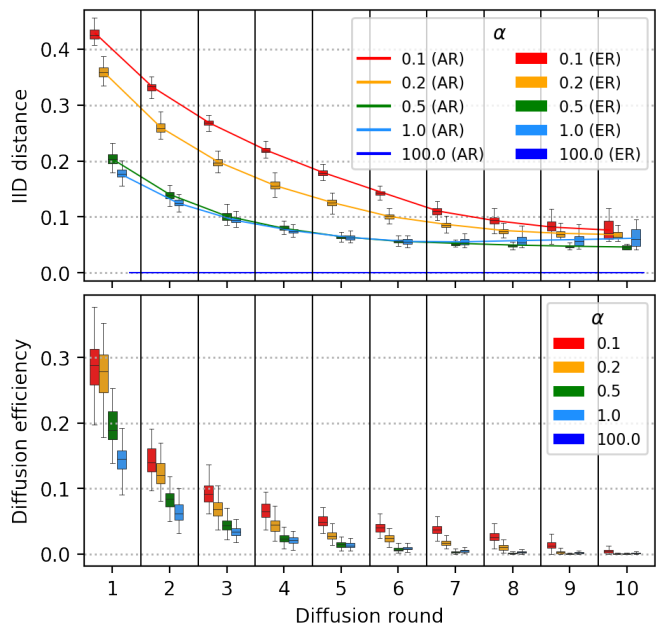 α
0.1 (AR) 0.1 (ER)
0.2 (AR) 0.2 (ER)
0.5 (AR) 0.5 (ER)
1.0 (AR) 1.0 (ER)
100.0 (AR) 100.0 (ER)
IID distance
0.4
0.3
0.2
0.1
0.0
α
0.1
0.2
0.5
1.0
100.0
Diffusion efficiency
0.3
0.2
0.1
0.0
1 2 3 4 5 6 7 8 9 10
Diffusion round